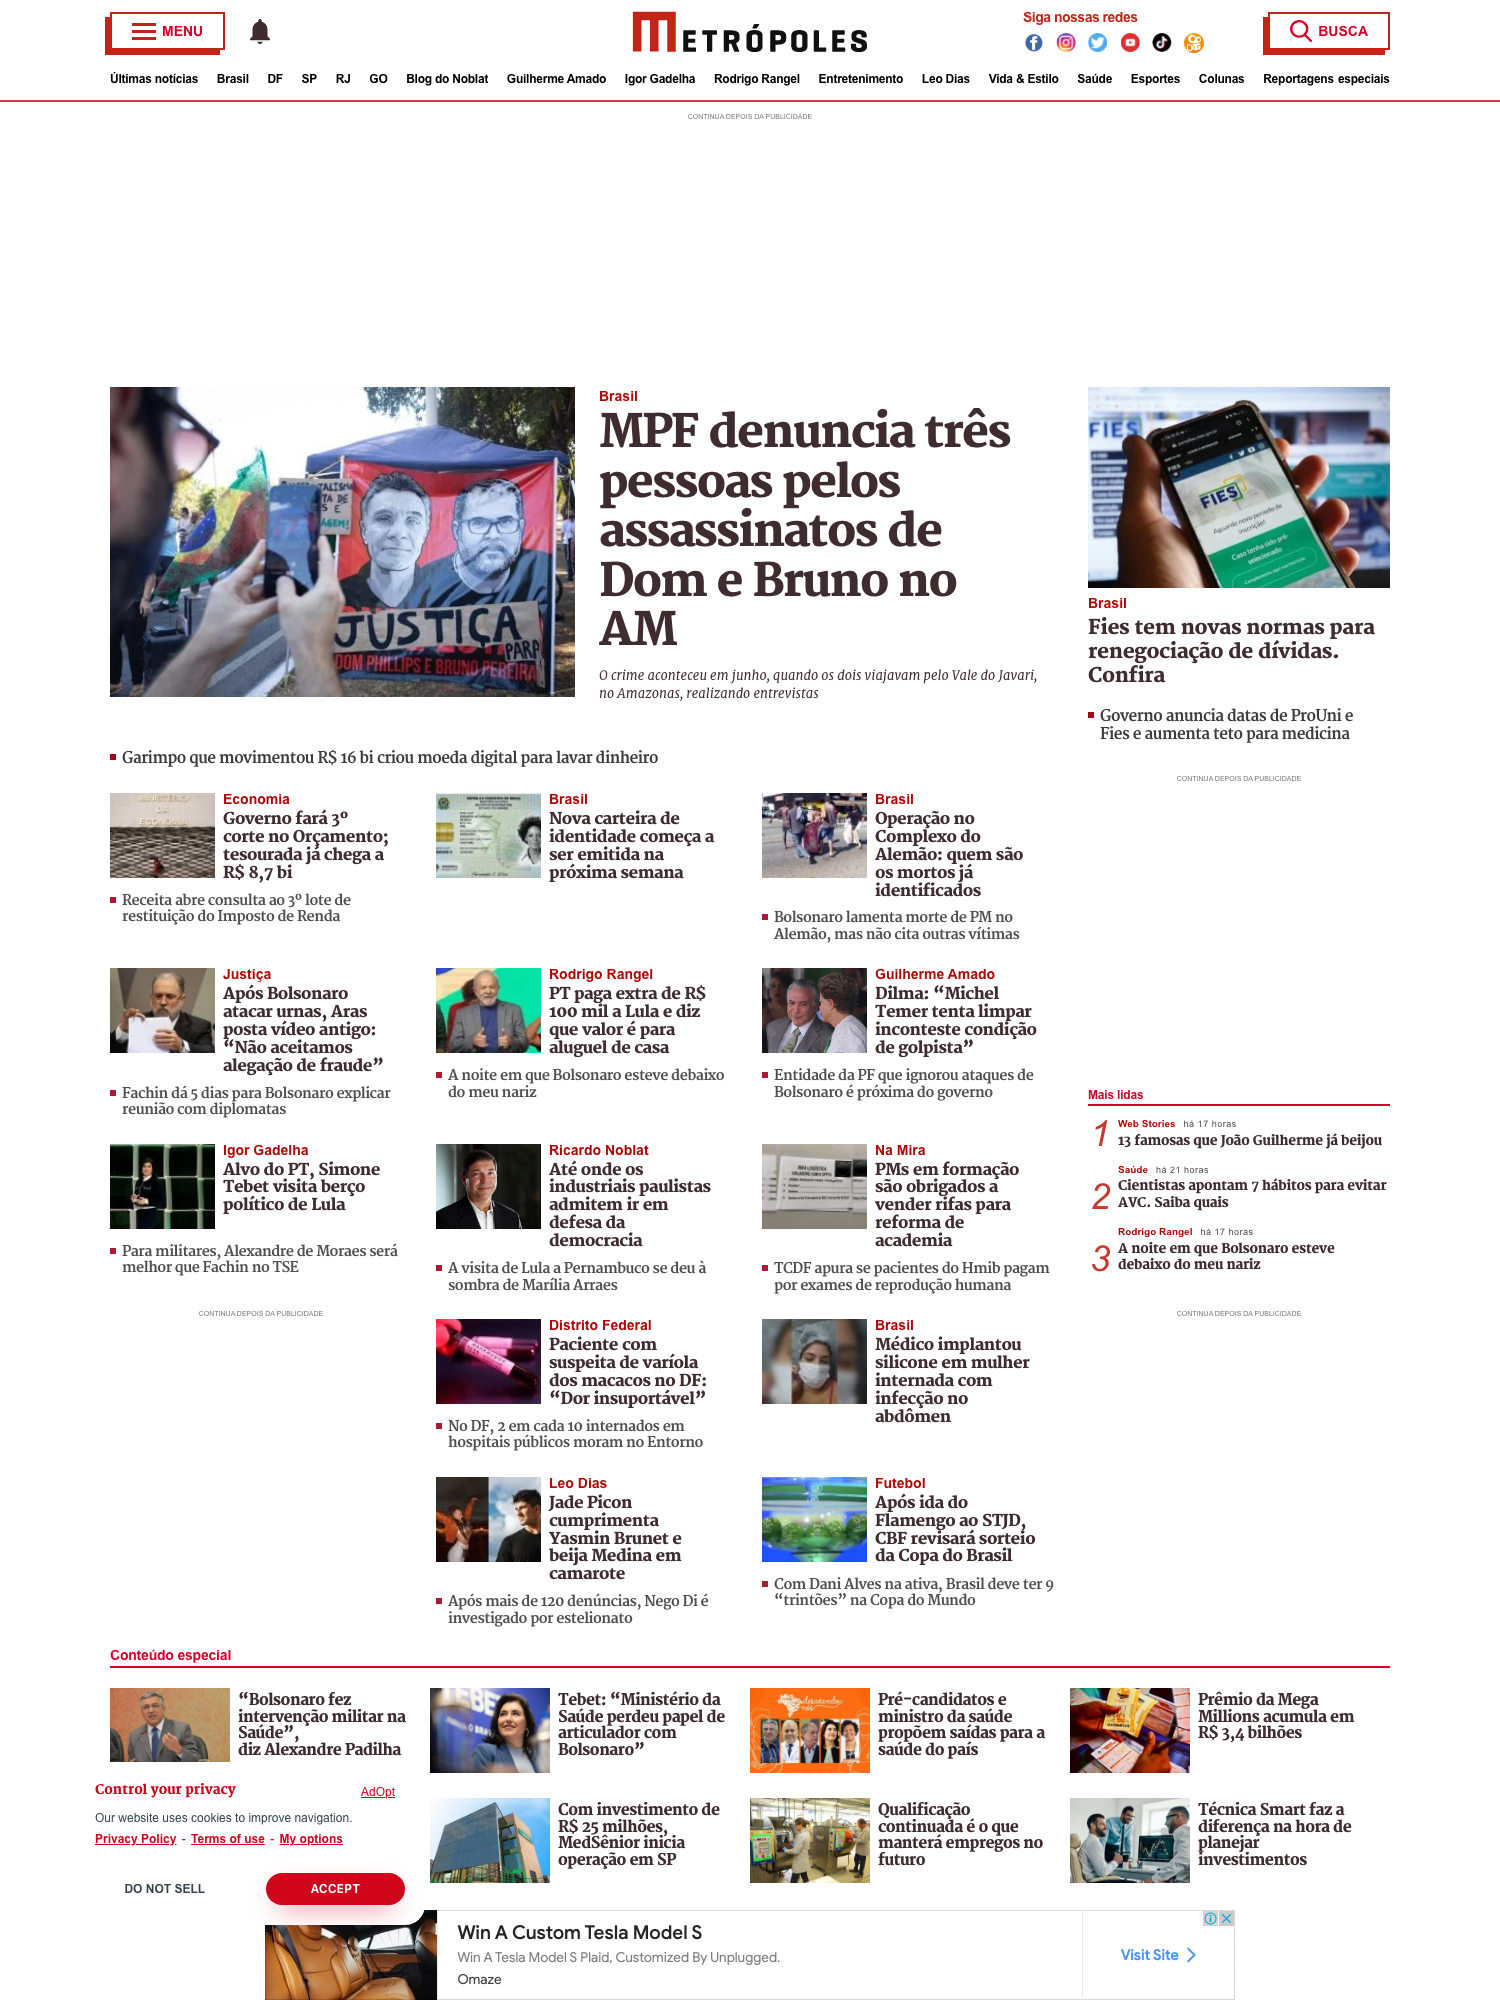 MENU
METRÓPOLES
Siga nossas redes
BUSCA
Últimas notícias Brasil DF SP RJ GO Blog do Noblat Guilherme Amado Igor Gadelha Rodrigo Rangel Entretenimento Leo Dias Vida & Estilo Saúde Esportes Colunas Reportagens especiais
CONTINUA DEPOIS DA PUBLICIDADE
JUSTIÇA
PARA
DOM PHILLIPS E BRUNO PEREIRA
Brasil
MPF denuncia três
pessoas pelos
assassinatos de
Dom e Bruno no
AM
O crime aconteceu em junho, quando os dois viajavam pelo Vale do Javari,
no Amazonas, realizando entrevistas
Garimpo que movimentou R$ 16 bi criou moeda digital para lavar dinheiro
FIES
FIES
Aguarde novo período de
inscrição!
Caso tenha sido pré-
selecionado
Brasil
Fies tem novas normas para
renegociação de dívidas.
Confira
Governo anuncia datas de ProUni e
Fies e aumenta teto para medicina
CONTINUA DEPOIS DA PUBLICIDADE
MINISTÉRIO
DA
ECONOMIA
Economia
Governo fará 3º
corte no Orçamento;
tesourada já chega a
R$ 8,7 bi
Receita abre consulta ao 3º lote de
restituição do Imposto de Renda
Brasil
Nova carteira de
identidade começa a
ser emitida na
próxima semana
Brasil
Operação no
Complexo do
Alemão: quem são
os mortos já
identificados
Bolsonaro lamenta morte de PM no
Alemão, mas não cita outras vítimas
Justiça
Após Bolsonaro
atacar urnas, Aras
posta vídeo antigo:
“Não aceitamos
alegação de fraude”
Fachin dá 5 dias para Bolsonaro explicar
reunião com diplomatas
Rodrigo Rangel
PT paga extra de R$
100 mil a Lula e diz
que valor é para
aluguel de casa
A noite em que Bolsonaro esteve debaixo
do meu nariz
Guilherme Amado
Dilma: “Michel
Temer tenta limpar
inconteste condição
de golpista”
Entidade da PF que ignorou ataques de
Bolsonaro é próxima do governo
Igor Gadelha
Alvo do PT, Simone
Tebet visita berço
político de Lula
Para militares, Alexandre de Moraes será
melhor que Fachin no TSE
Ricardo Noblat
Até onde os
industriais paulistas
admitem ir em
defesa da
democracia
A visita de Lula a Pernambuco se deu à
sombra de Marília Arraes
Na Mira
PMs em formação
são obrigados a
vender rifas para
reforma de
academia
TCDF apura se pacientes do Hmib pagam
por exames de reprodução humana
Mais lidas
1
Web Stories há 17 horas
13 famosas que João Guilherme já beijou
2
Saúde há 21 horas
Cientistas apontam 7 hábitos para evitar
AVC. Saiba quais
3
Rodrigo Rangel há 17 horas
A noite em que Bolsonaro esteve
debaixo do meu nariz
CONTINUA DEPOIS DA PUBLICIDADE
CONTINUA DEPOIS DA PUBLICIDADE
Distrito Federal
Paciente com
suspeita de varíola
dos macacos no DF:
“Dor insuportável”
No DF, 2 em cada 10 internados em
hospitais públicos moram no Entorno
Brasil
Médico implantou
silicone em mulher
internada com
infecção no
abdômen
Leo Dias
Jade Picon
cumprimenta
Yasmin Brunet e
beija Medina em
camarote
Após mais de 120 denúncias, Nego Di é
investigado por estelionato
Futebol
Após ida do
Flamengo ao STJD,
CBF revisará sorteio
da Copa do Brasil
Com Dani Alves na ativa, Brasil deve ter 9
“trintões” na Copa do Mundo
Conteúdo especial
“Bolsonaro fez
intervenção militar na
Saúde”,
diz Alexandre Padilha
Tebet: “Ministério da
Saúde perdeu papel de
articulador com
Bolsonaro”
desatando
nós
Pré-candidatos e
ministro da saúde
propõem saídas para a
saúde do país
Prêmio da Mega
Millions acumula em
R$ 3,4 bilhões
Com investimento de
R$ 25 milhões,
MedSênior inicia
operação em SP
Qualificação
continuada é o que
manterá empregos no
futuro
Técnica Smart faz a
diferença na hora de
planejar
investimentos
Control your privacy
AdOpt
Our website uses cookies to improve navigation.
Privacy Policy - Terms of use - My options
DO NOT SELL
ACCEPT
Win A Custom Tesla Model S
Win A Tesla Model S Plaid, Customized By Unplugged.
Omaze
Visit Site